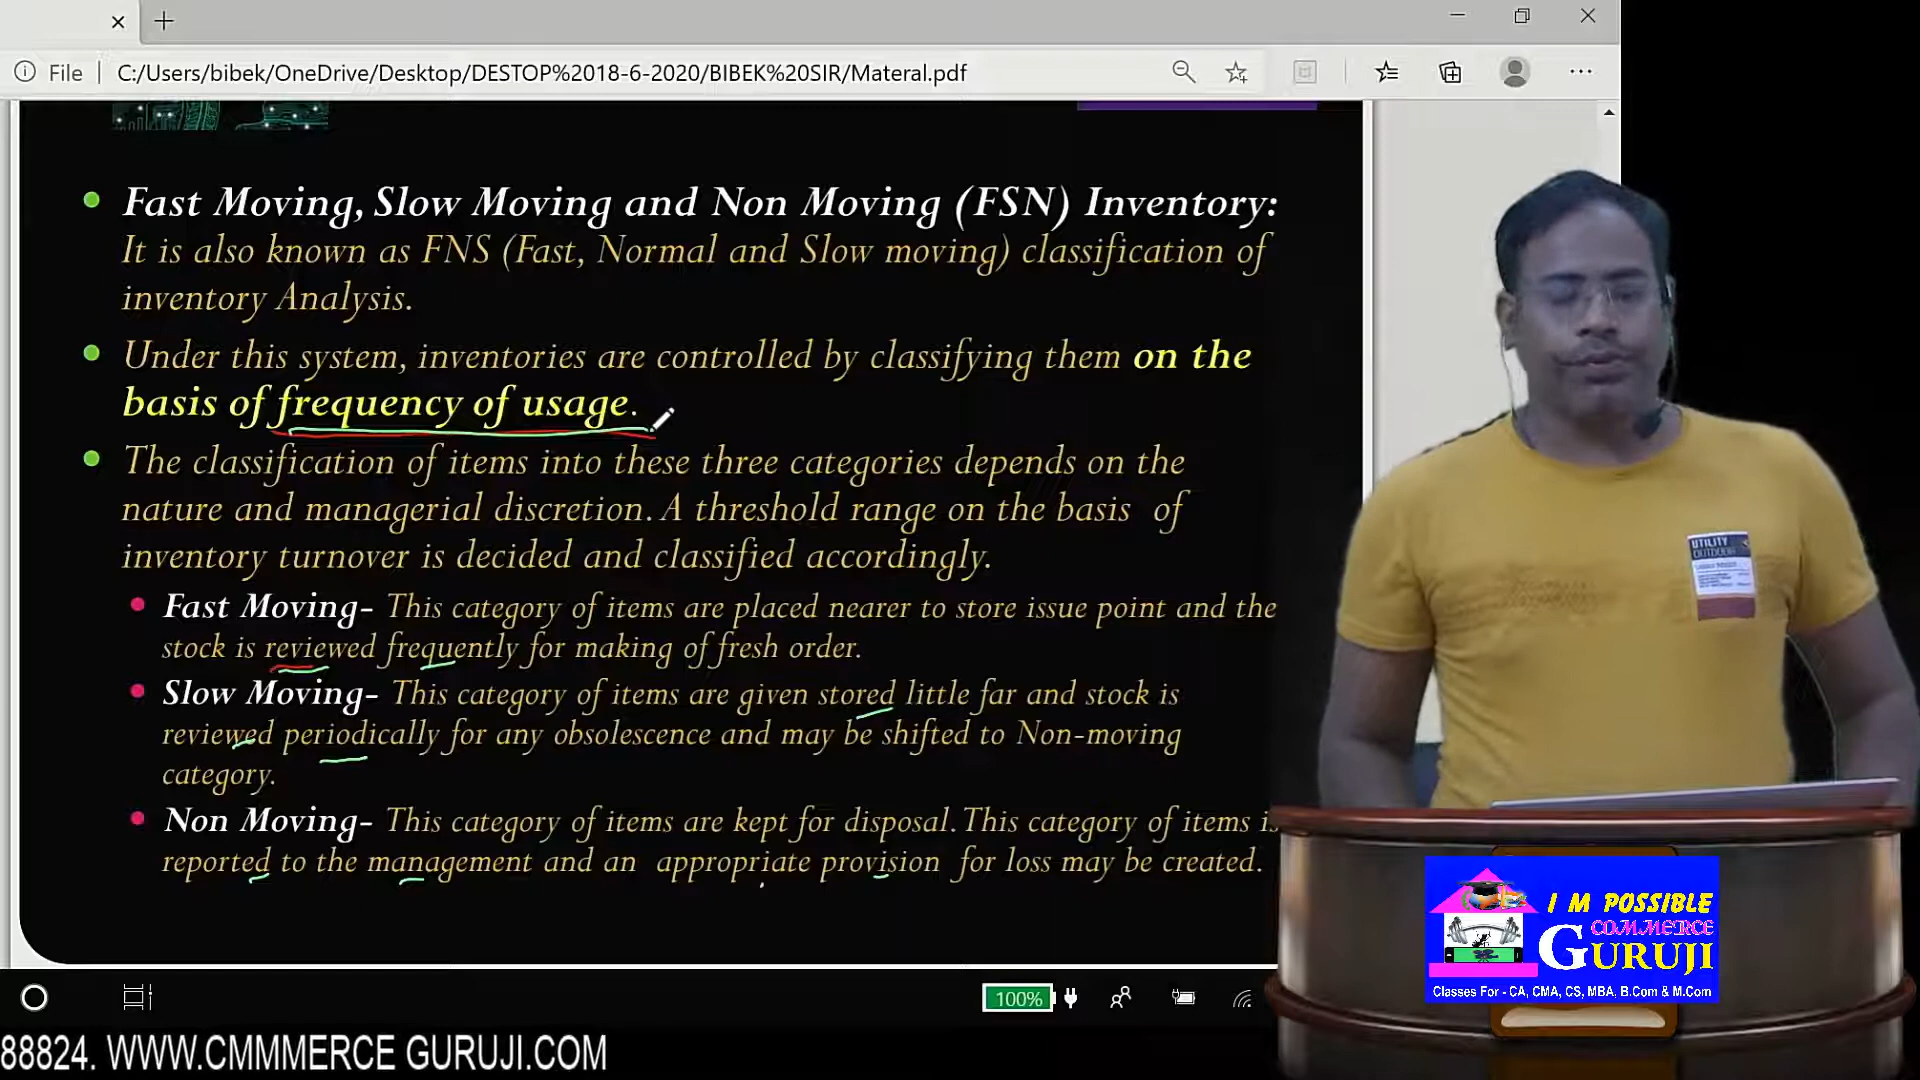 File
C:/Users/bibek/OneDrive/Desktop/DESTOP%2018-6-2020/BIBEK%20SIR/Materal.pdf
Fast Moving, Slow Moving and Non Moving (FSN) Inventory:
It is also known as FNS (Fast, Normal and Slow moving) classification of
inventory Analysis.
Under this system, inventories are controlled by classifying them on the
basis of frequency of usage.
The classification of items into these three categories depends on the
nature and managerial discretion. A threshold range on the basis of
inventory turnover is decided and classified accordingly.
Fast Moving- This category of items are placed nearer to store issue point and the
stock is reviewed frequently for making of fresh order.
Slow Moving- This category of items are given stored little far and stock is
reviewed periodically for any obsolescence and may be shifted to Non-moving
category.
Non Moving- This category of items are kept for disposal. This category of items is
reported to the management and an appropriate provision for loss may be created.
UTILITY
OUTDOOR
I M POSSIBLE
COMMERCE
GURUJI
Classes For - CA, CMA, CS, MBA, B.Com & M.Com
100%
88824. WWW.CMMMERCE GURUJI.COM